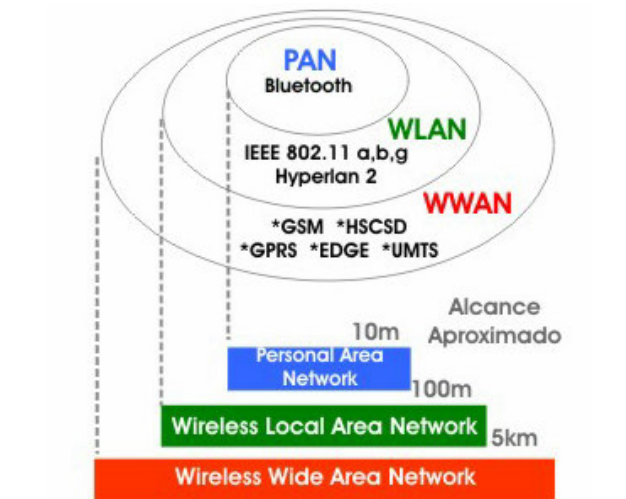 PAN
Bluetooth
WLAN
IEEE 802.11 a,b,g
Hyperlan 2
WWAN
*GSM *HSCSD
*GPRS *EDGE *UMTS
Alcance
Aproximado
10m
Personal Area
Network
100m
Wireless Local Area Network
5km
Wireless Wide Area Network